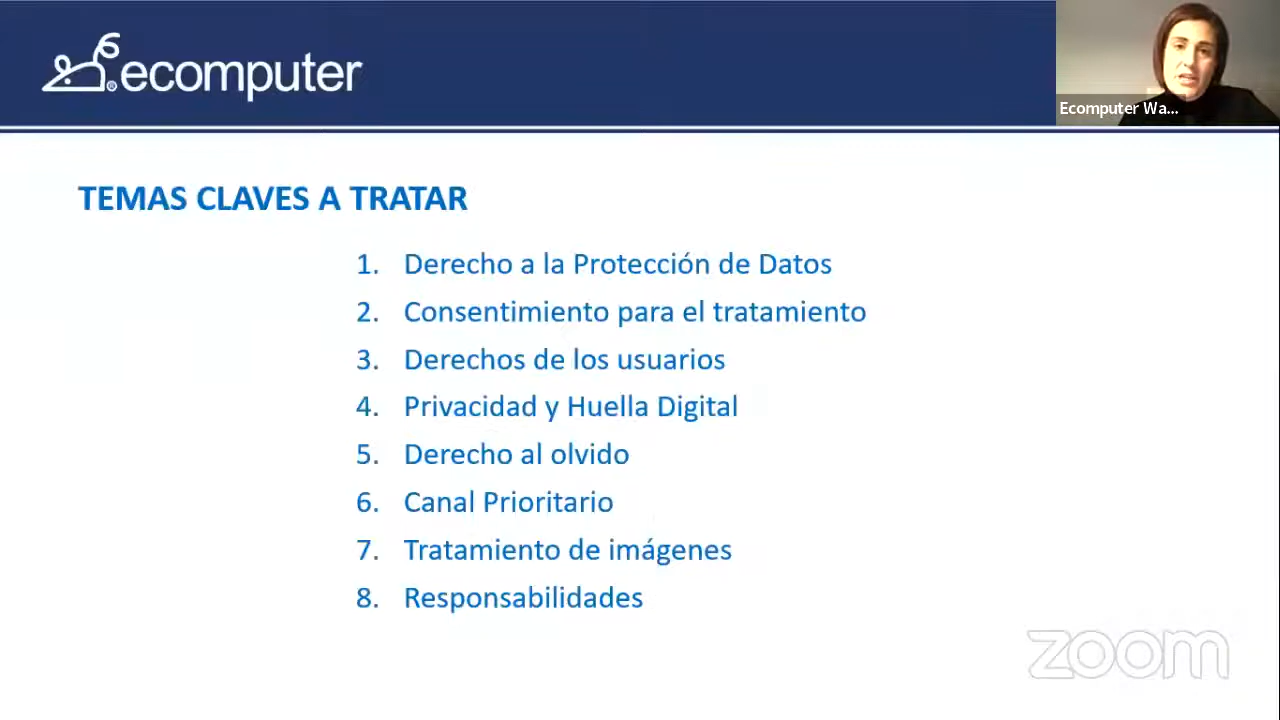 ecomputer
Ecomputer Wa...
TEMAS CLAVES A TRATAR
1. Derecho a la Protección de Datos
2. Consentimiento para el tratamiento
3. Derechos de los usuarios
4. Privacidad y Huella Digital
5. Derecho al olvido
6. Canal Prioritario
7. Tratamiento de imágenes
8. Responsabilidades
zoom